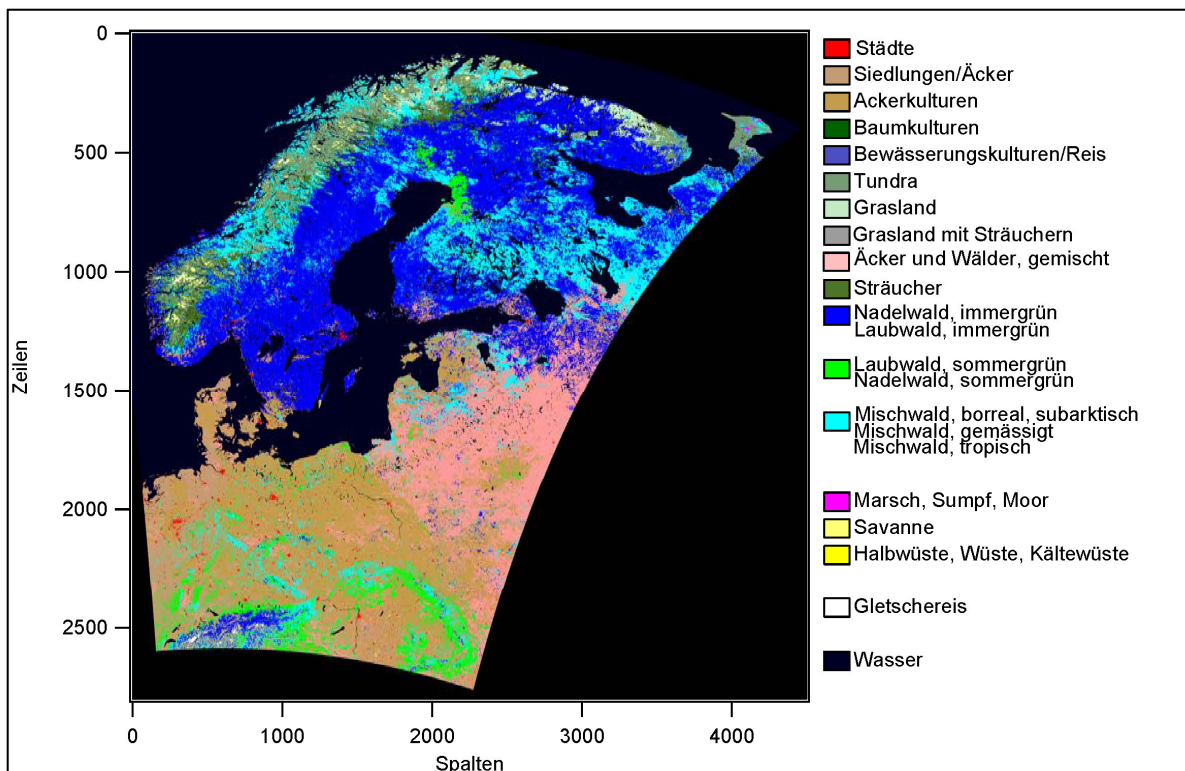 0
500
1000
1500
2000
2500
Zeilen
0
1000
2000
3000
4000
Spalten
Städte
Siedlungen/Äcker
Ackerkulturen
Baumkulturen
Bewässerungskulturen/Reis
Tundra
Grasland
Grasland mit Sträuchern
Äcker und Wälder, gemischt
Sträucher
Nadelwald, immergrün
Laubwald, immergrün
Laubwald, sommergrün
Nadelwald, sommergrün
Mischwald, borreal, subarktisch
Mischwald, gemässigt
Mischwald, tropisch
Marsch, Sumpf, Moor
Savanne
Halbwüste, Wüste, Kältewüste
Gletschereis
Wasser